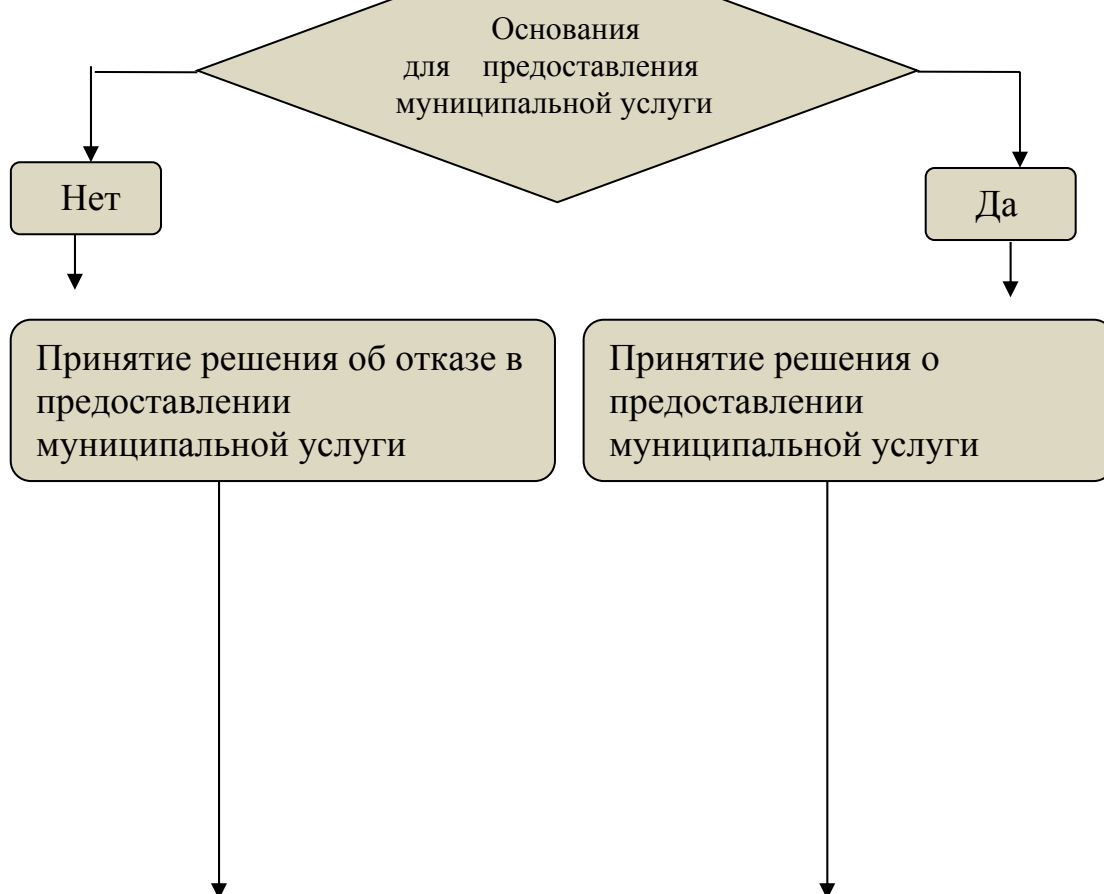 Основания
для предоставления
муниципальной услуги
Нет
Да
Принятие решения об отказе в
предоставлении
муниципальной услуги
Принятие решения о
предоставлении
муниципальной услуги